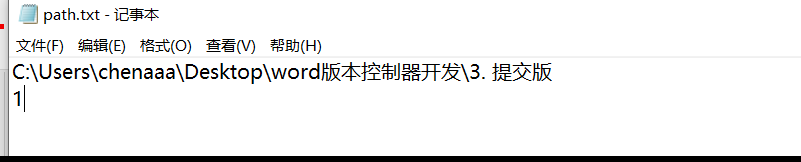 path.txt - 记事本
文件(F) 编辑(E) 格式(O) 查看(V) 帮助(H)
C:\Users\chenaaa\Desktop\word版本控制器开发\3. 提交版
1